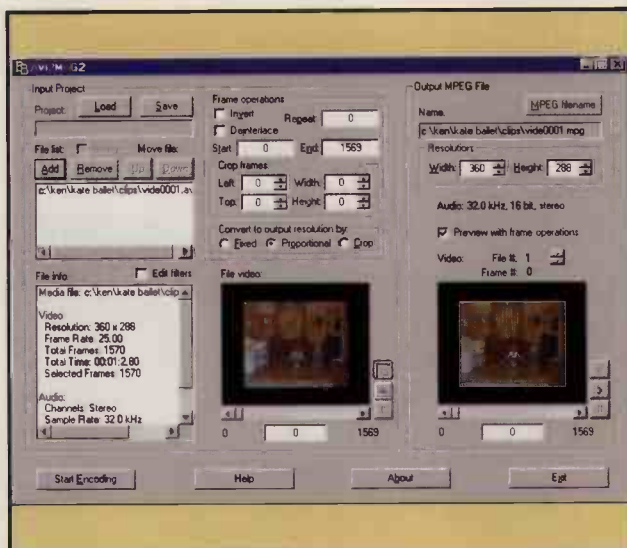 Input Project
Project: Load Save
File list: Move file:
Add Remove Up Down
c:\ken\kate ballet\clips\vide0001.av
File info Edit filters
Media file: c:\ken\kate ballet\clip
Video
Resolution: 360 x 288
Frame Rate: 25.00
Total Frames: 1570
Total Time: 00:01:2.80
Selected Frames: 1570
Audio:
Channels: Stereo
Sample Rate: 32.0 kHz
Frame operations
Invert Repeat: 0
Deinterlace
Start: 0 End: 1569
Crop frames:
Left: 0 Width: 0
Top: 0 Height: 0
Convert to output resolution by:
Fixed Proportional Crop
File video:
0 0 1569
Output MPEG File
Name: MPEG filename
c:\ken\kate ballet\clips\vide0001.mpg
Resolution:
Width: 360 Height: 288
Audio: 32.0 kHz, 16 bit, stereo
Preview with frame operations
Video: File #: 1
Frame #: 0
0 0 1569
Start Encoding Help About Exit